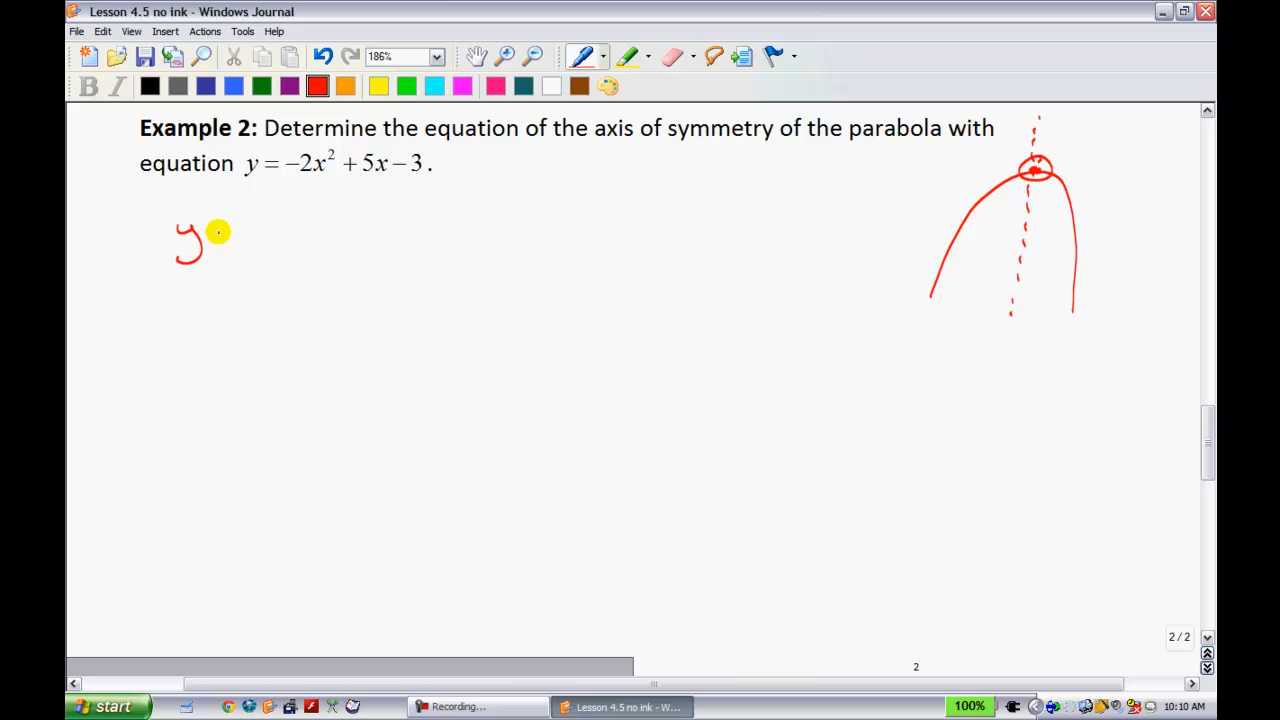 Lesson 4.5 no ink - Windows Journal
File Edit View Insert Actions Tools Help
186%
B I
Example 2: Determine the equation of the axis of symmetry of the parabola with
equation y = −2x² + 5x − 3 .
y
2 / 2
2
start
Recording...
Lesson 4.5 no ink - W...
100%
10:10 AM